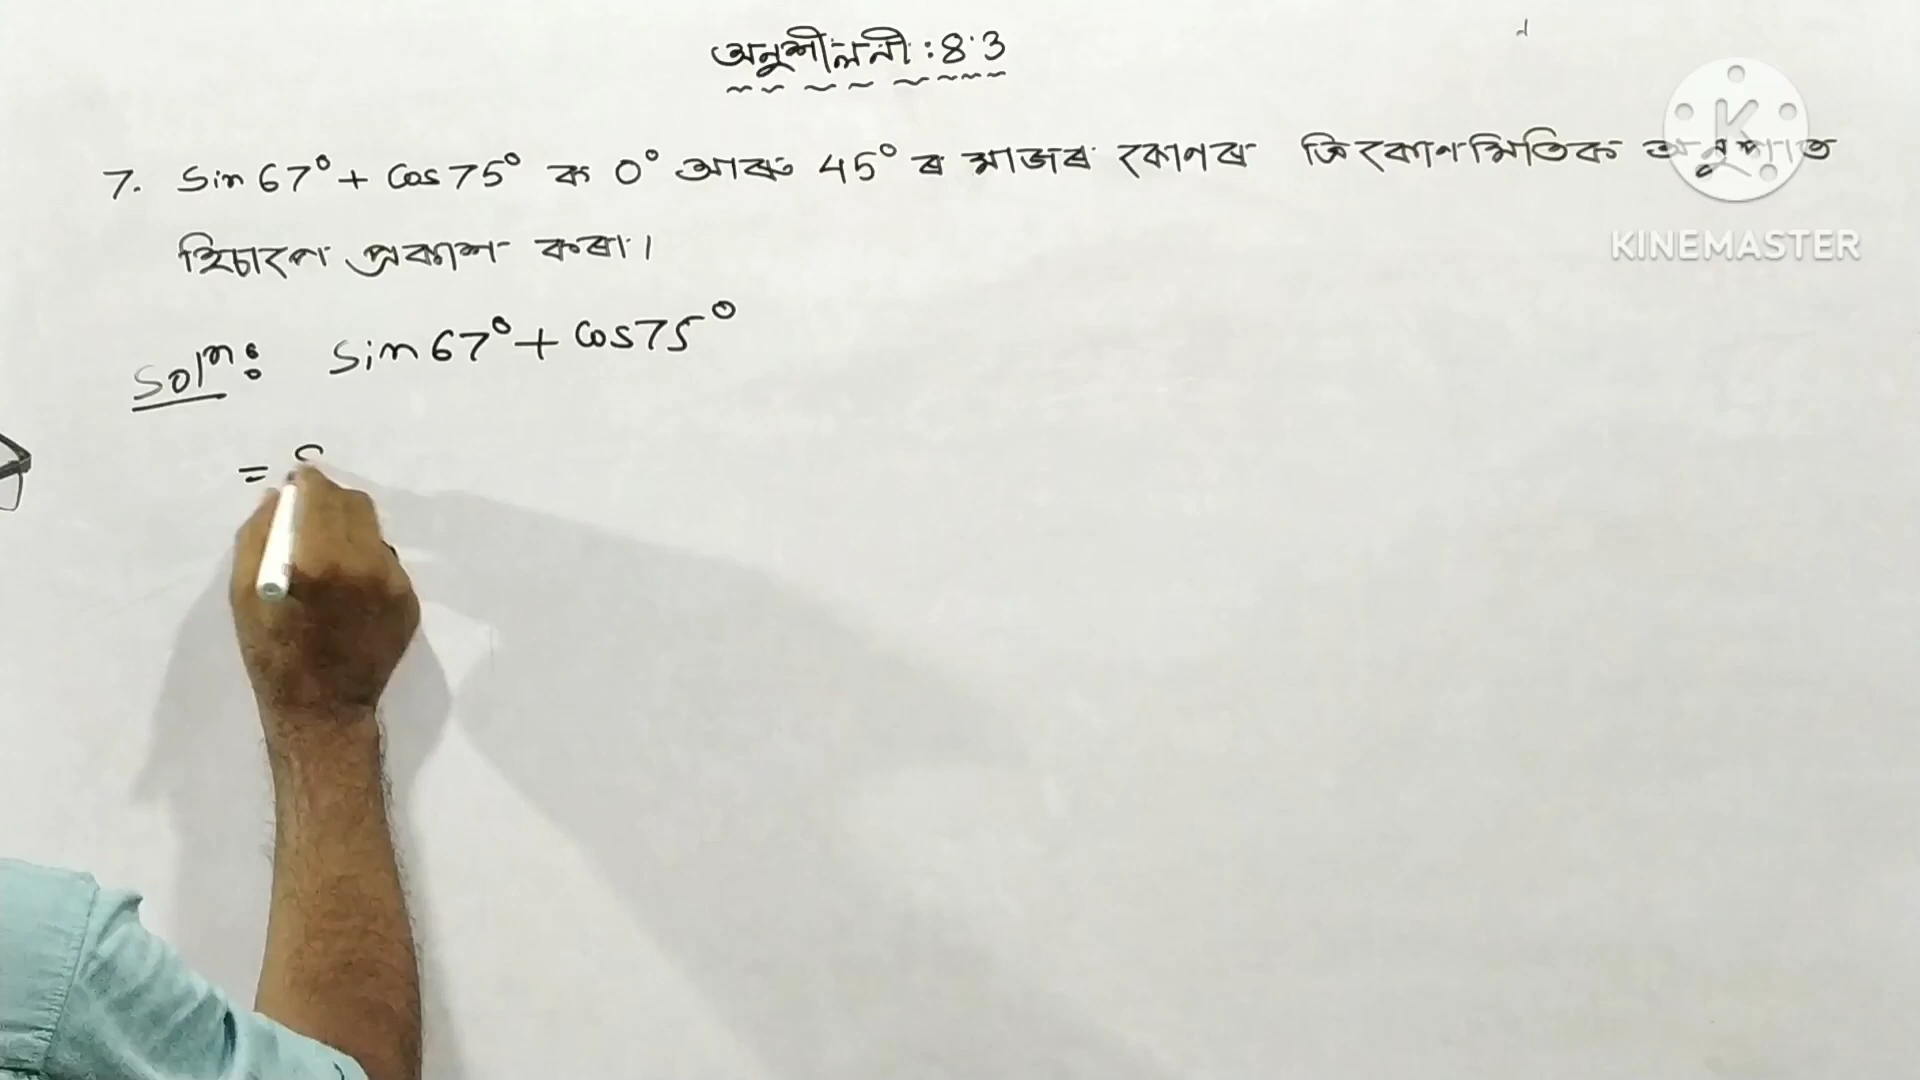 অনুশীলনী : 8.3
K
7. Sin 67° + Cos 75° ক 0° আৰু 45° ৰ মাজৰ কোণৰ ত্ৰিকোণমিতিক অনুপাত
KINEMASTER
হিচাপে প্ৰকাশ কৰা।
Solⁿ: Sin 67° + Cos 75°
= S